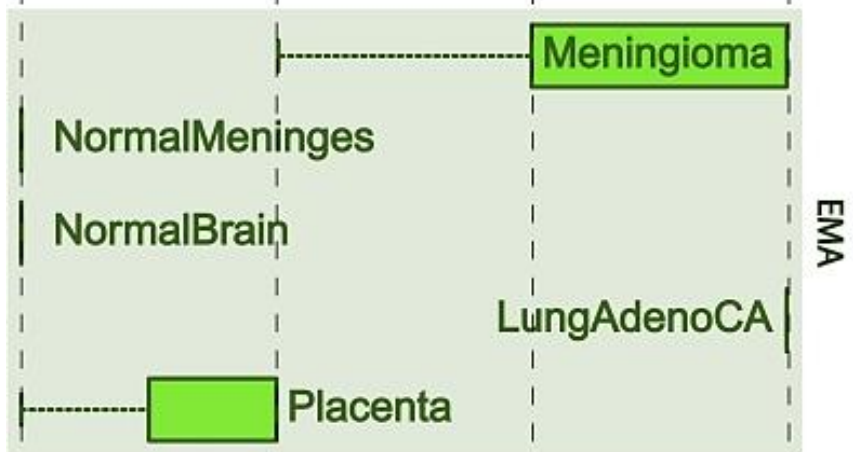 Meningioma
NormalMeninges
NormalBrain
EMA
LungAdenoCA
Placenta